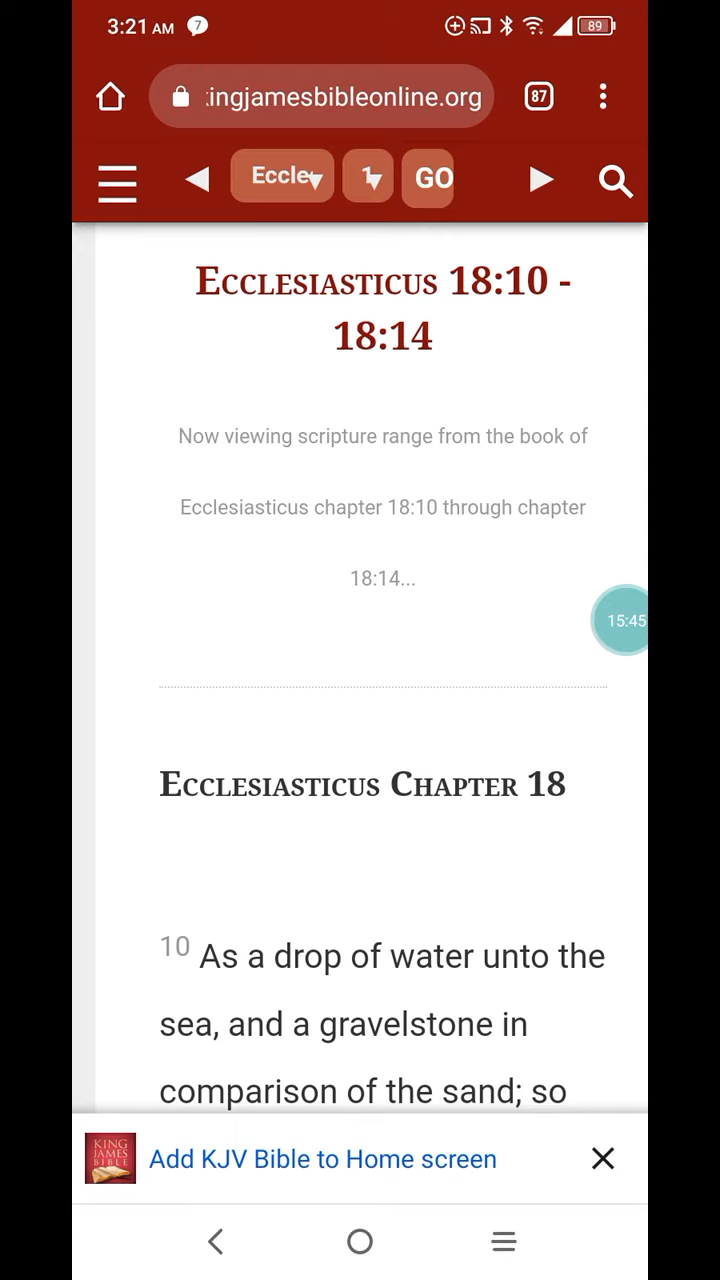 3:21 AM 7 89
ingjamesbibleonline.org 87
Eccle 1 GO
Ecclesiasticus 18:10 -
18:14
Now viewing scripture range from the book of
Ecclesiasticus chapter 18:10 through chapter
18:14...
15:45
Ecclesiasticus Chapter 18
10 As a drop of water unto the
sea, and a gravelstone in
comparison of the sand; so
KING
JAMES
BIBLE
Add KJV Bible to Home screen